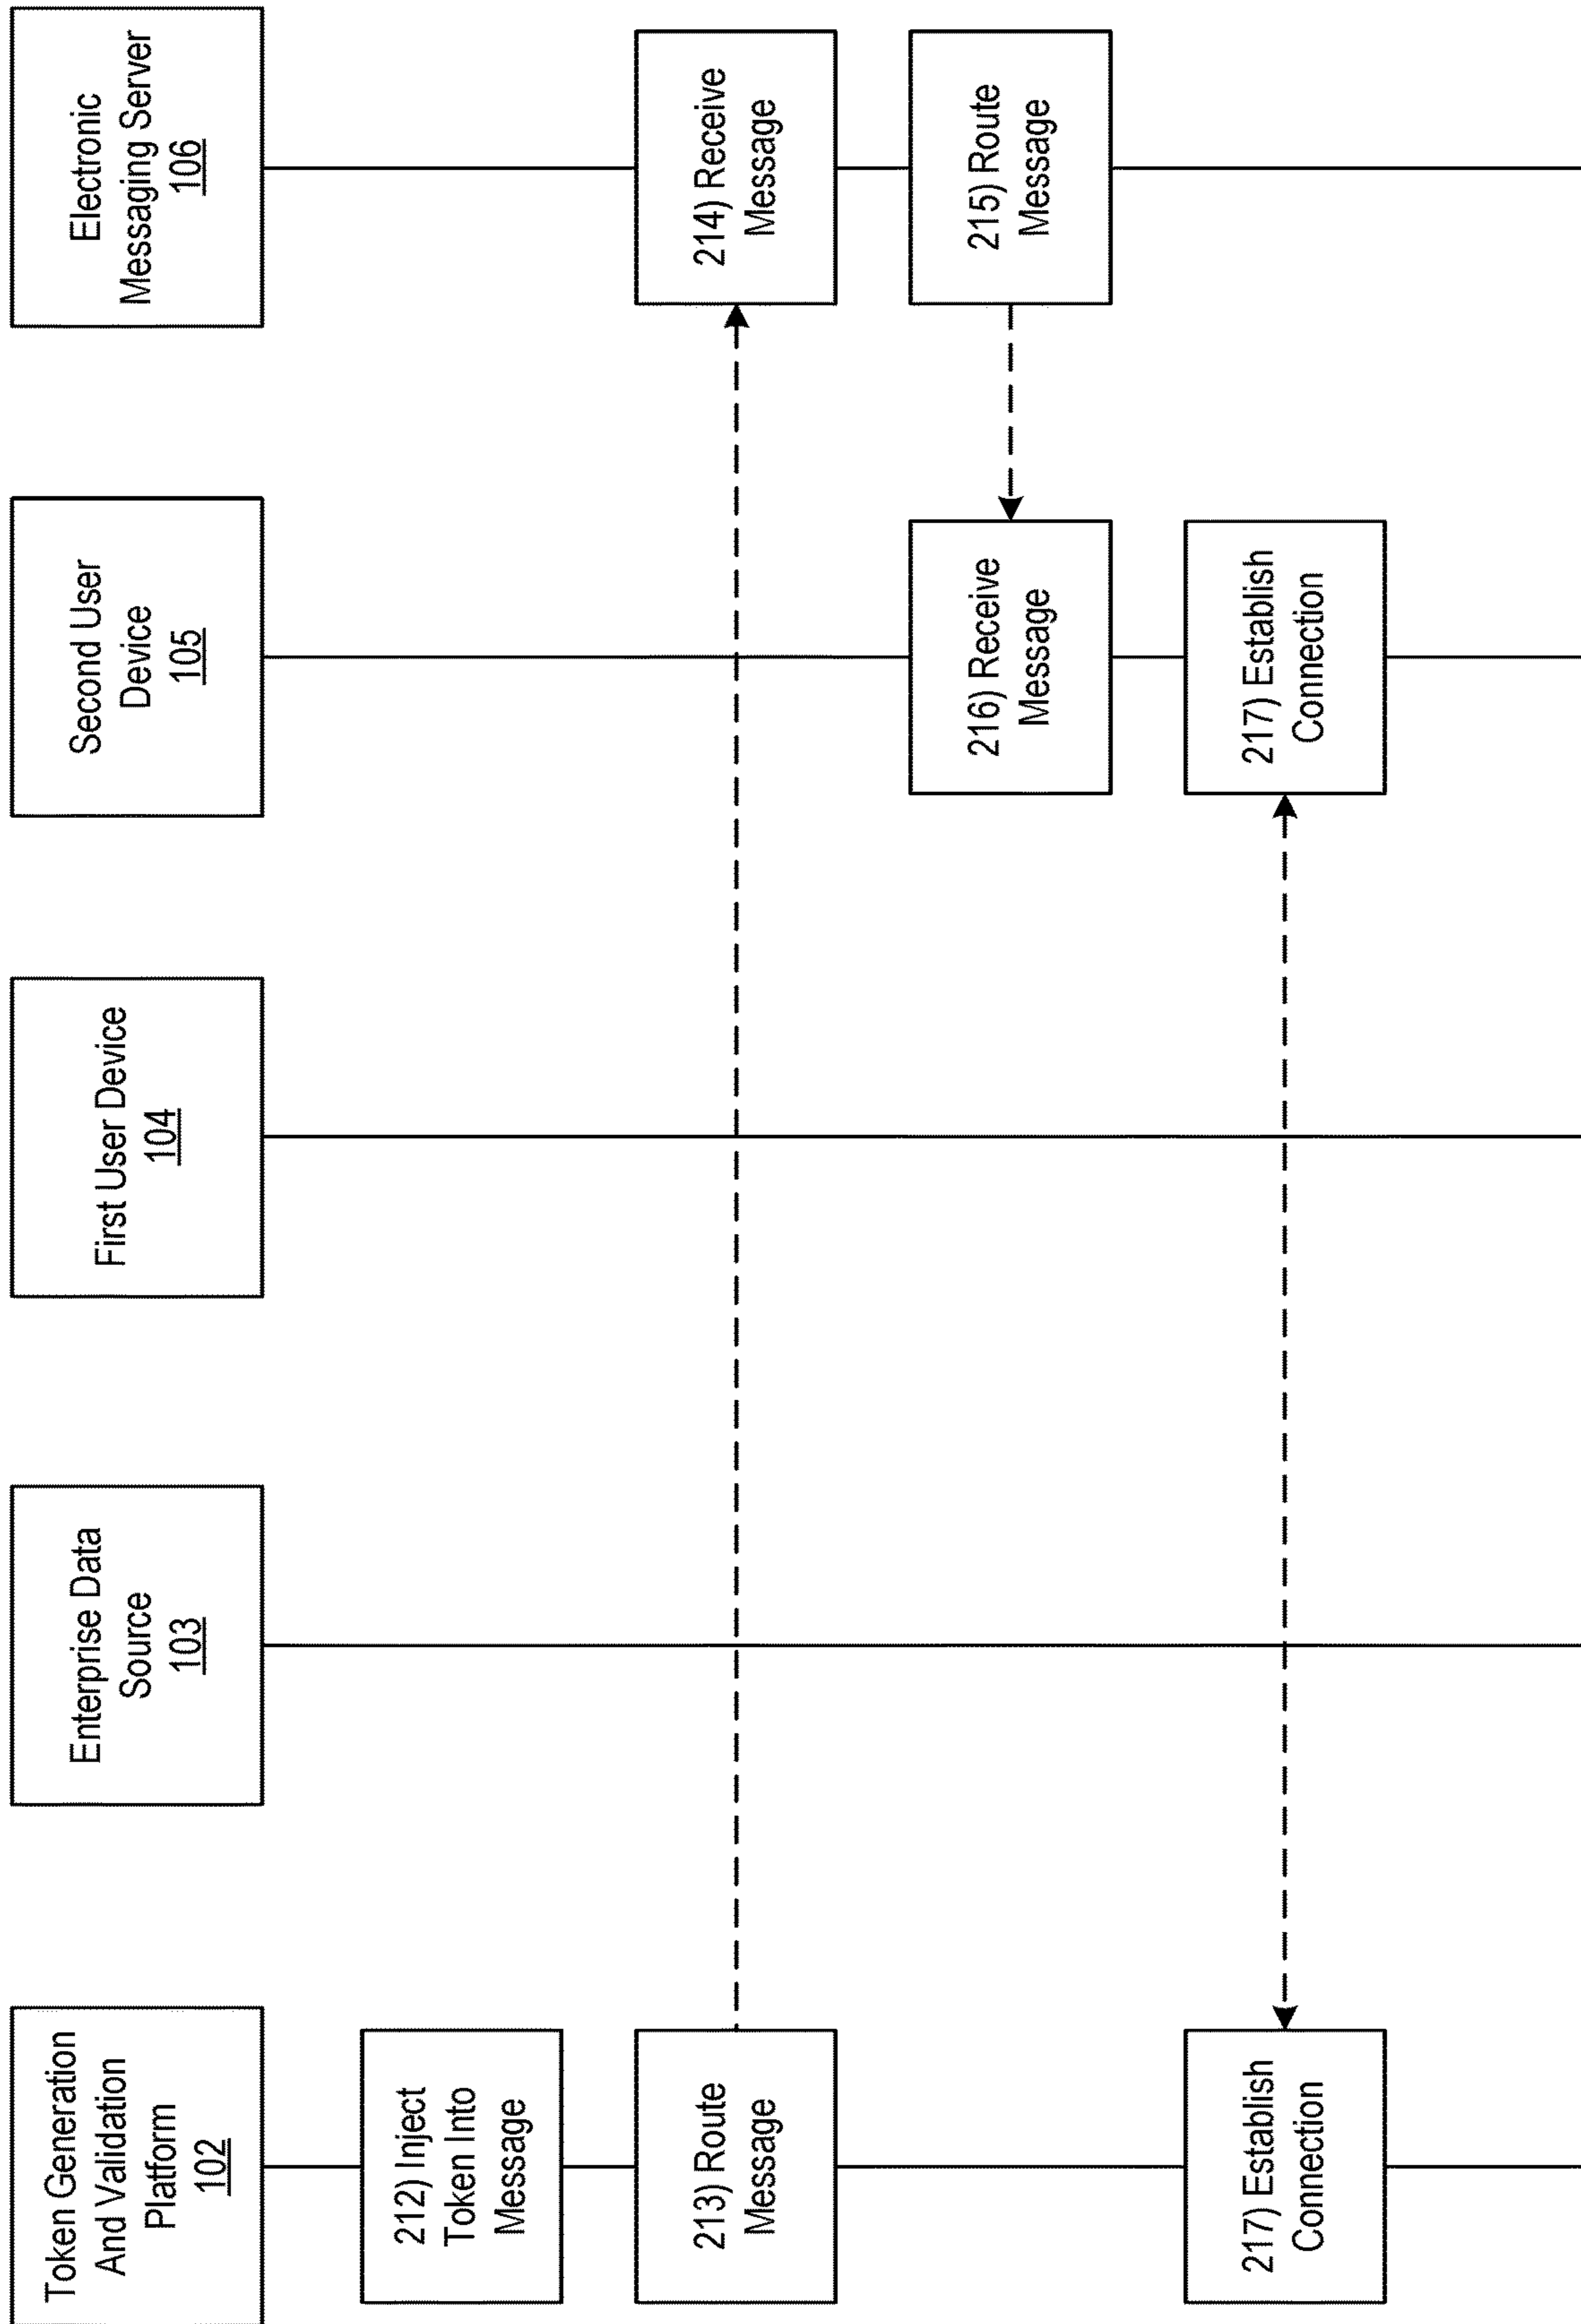 Token Generation
And Validation
Platform
102
Enterprise Data
Source
103
First User Device
104
Second User
Device
105
Electronic
Messaging Server
106
212) Inject
Token Into
Message
213) Route
Message
214) Receive
Message
215) Route
Message
216) Receive
Message
217) Establish
Connection
217) Establish
Connection